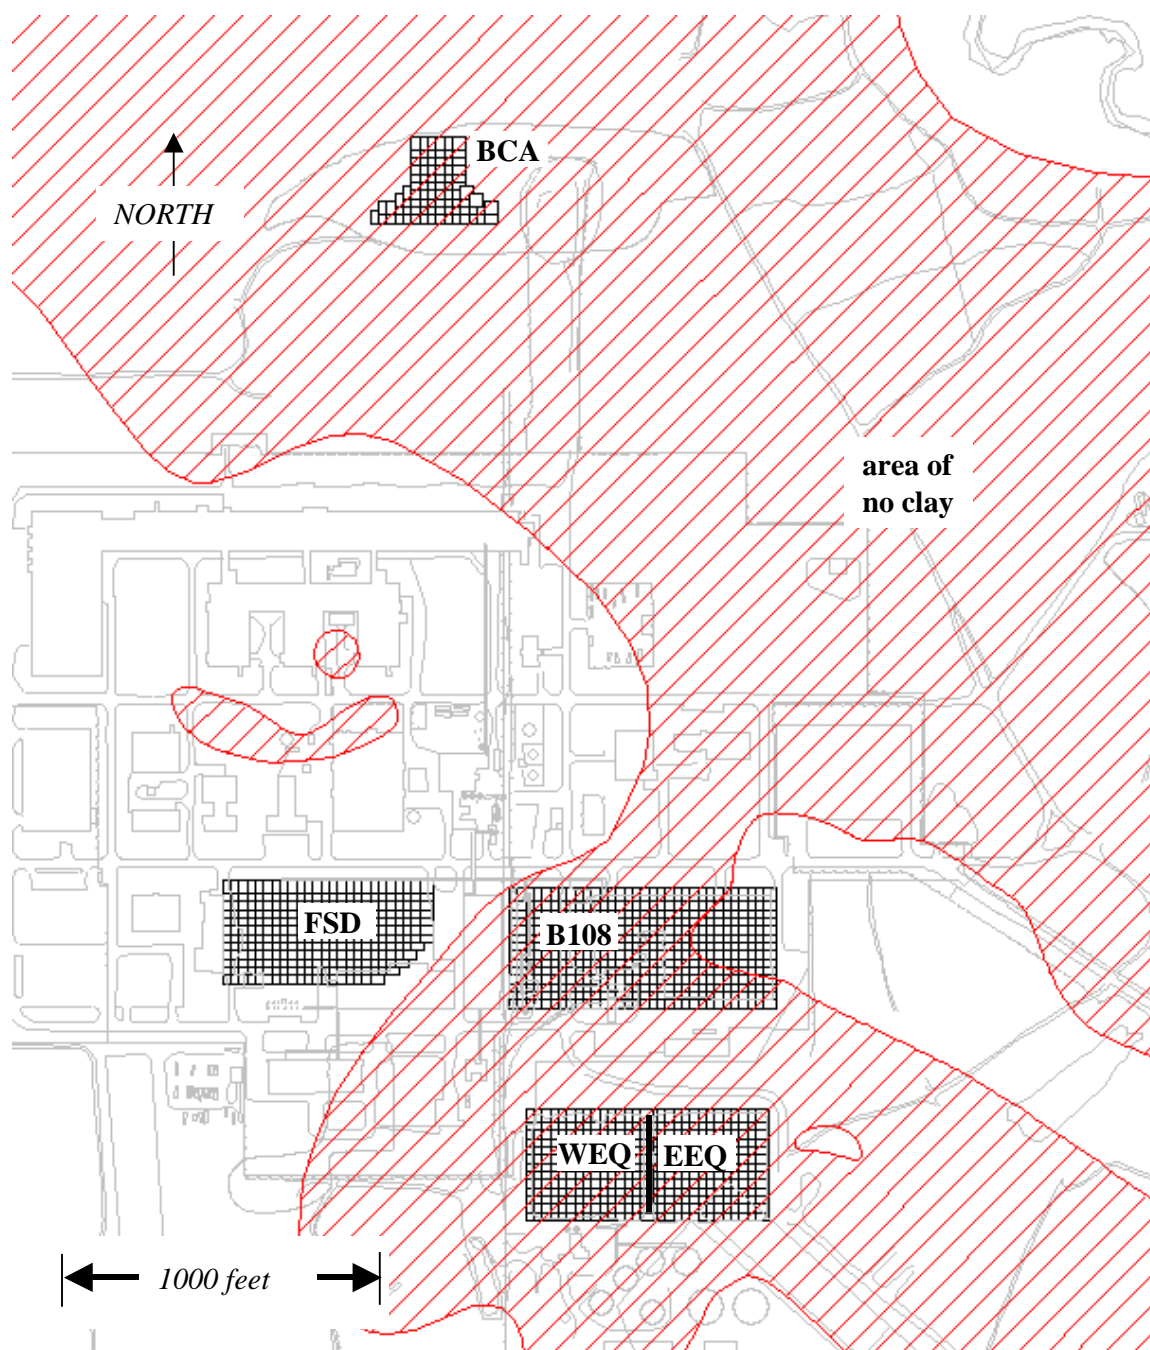 BCA
NORTH
area of
no clay
FSD
B108
WEQ
EEQ
1000 feet